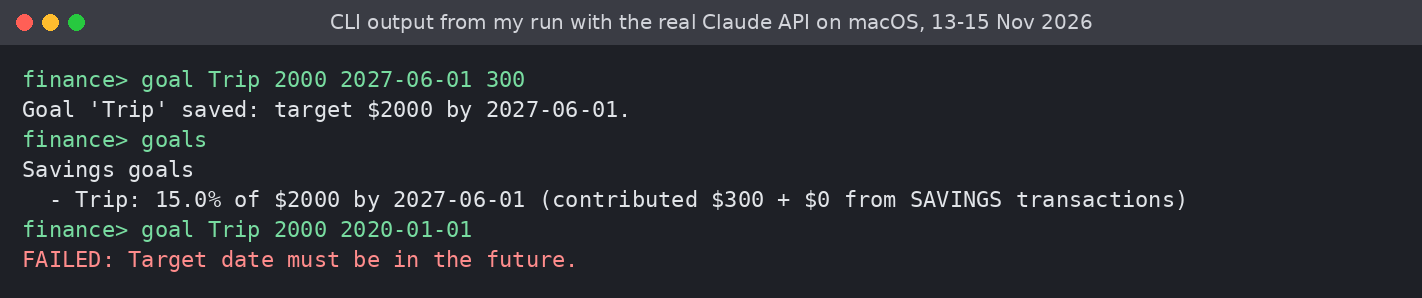 CLI output from my run with the real Claude API on macOS, 13-15 Nov 2026
finance> goal Trip 2000 2027-06-01 300
Goal 'Trip' saved: target $2000 by 2027-06-01.
finance> goals
Savings goals
  - Trip: 15.0% of $2000 by 2027-06-01 (contributed $300 + $0 from SAVINGS transactions)
finance> goal Trip 2000 2020-01-01
FAILED: Target date must be in the future.